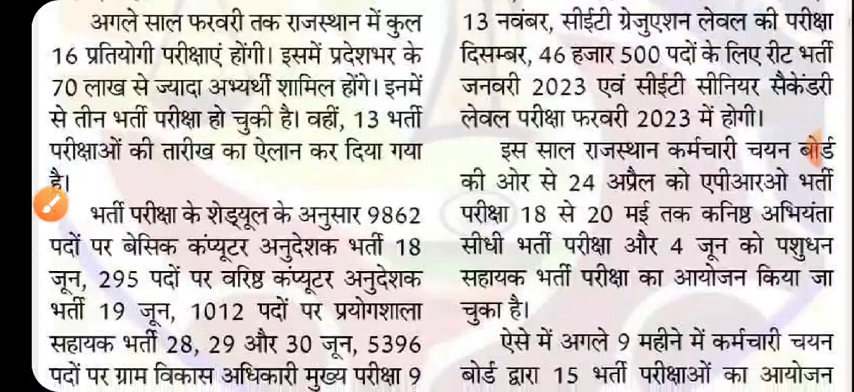 अगले साल फरवरी तक राजस्थान में कुल
16 प्रतियोगी परीक्षाएं होंगी। इसमें प्रदेशभर के
70 लाख से ज्यादा अभ्यर्थी शामिल होंगे। इनमें
से तीन भर्ती परीक्षा हो चुकी है। वहीं, 13 भर्ती
परीक्षाओं की तारीख का ऐलान कर दिया गया
है।
भर्ती परीक्षा के शेड्यूल के अनुसार 9862
पदों पर बेसिक कंप्यूटर अनुदेशक भर्ती 18
जून, 295 पदों पर वरिष्ठ कंप्यूटर अनुदेशक
भर्ती 19 जून, 1012 पदों पर प्रयोगशाला
सहायक भर्ती 28, 29 और 30 जून, 5396
पदों पर ग्राम विकास अधिकारी मुख्य परीक्षा 9
13 नवंबर, सीईटी ग्रेजुएशन लेवल की परीक्षा
दिसम्बर, 46 हजार 500 पदों के लिए रीट भर्ती
जनवरी 2023 एवं सीईटी सीनियर सैकेंडरी
लेवल परीक्षा फरवरी 2023 में होगी।
इस साल राजस्थान कर्मचारी चयन बोर्ड
की ओर से 24 अप्रैल को एपीआरओ भर्ती
परीक्षा 18 से 20 मई तक कनिष्ठ अभियंता
सीधी भर्ती परीक्षा और 4 जून को पशुधन
सहायक भर्ती परीक्षा का आयोजन किया जा
चुका है।
ऐसे में अगले 9 महीने में कर्मचारी चयन
बोर्ड द्वारा 15 भर्ती परीक्षाओं का आयोजन